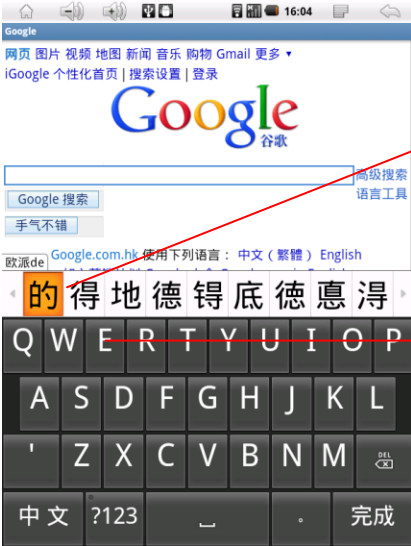 16:04
Google
网页 图片 视频 地图 新闻 音乐 购物 Gmail 更多 ▼
iGoogle 个性化首页 | 搜索设置 | 登录
Google
谷歌
高级搜索
Google 搜索
语言工具
手气不错
Google.com.hk 使用下列语言： 中文（繁體） English
欧派de
的 得 地 德 锝 底 徳 惪 淂
Q W E R T Y U I O P
A S D F G H J K L
' Z X C V B N M DEL
中文 ?123 。 完成